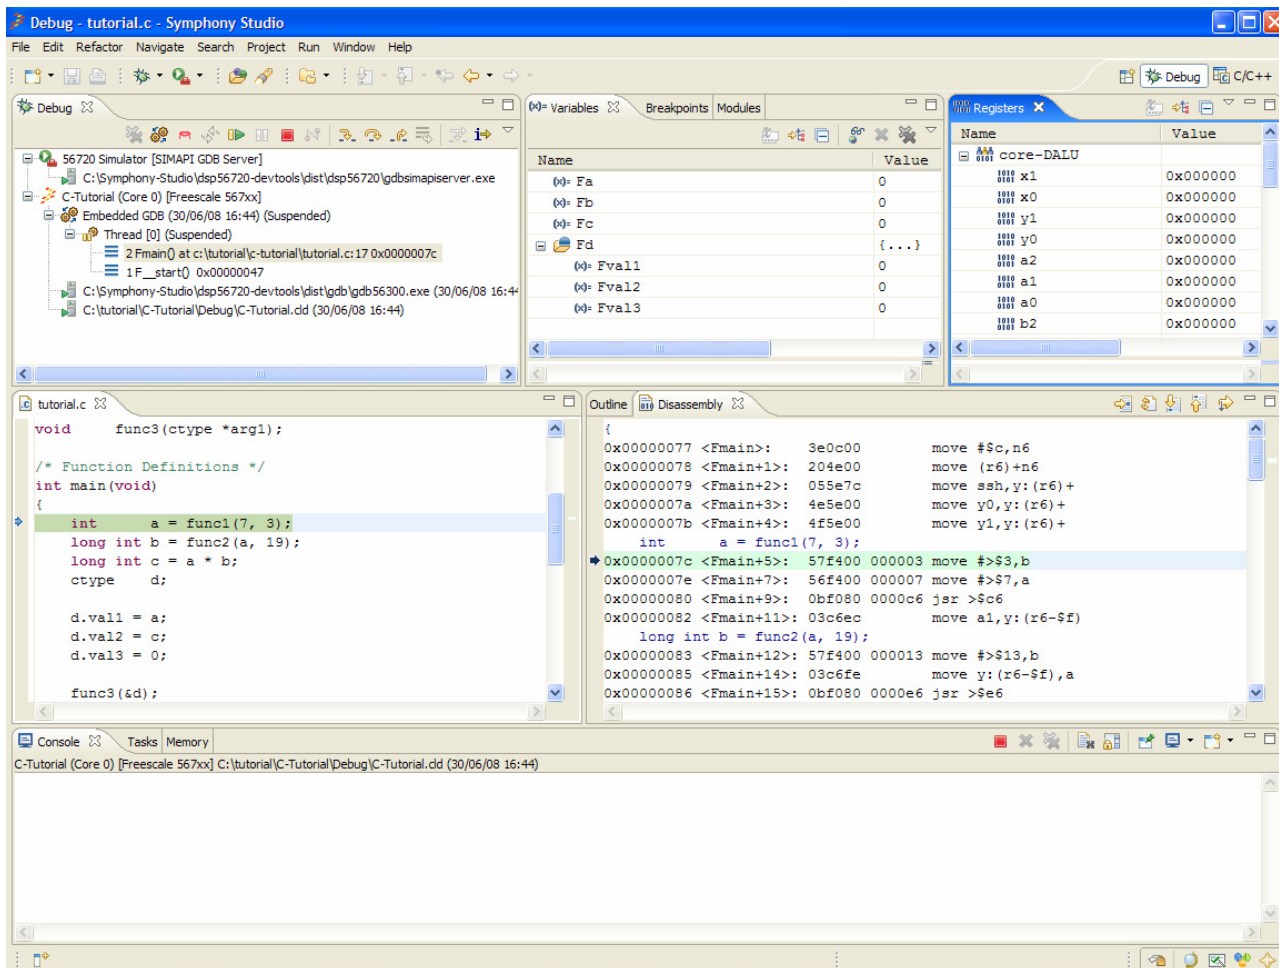 Debug - tutorial.c - Symphony Studio
File Edit Refactor Navigate Search Project Run Window Help
Debug C/C++
Debug
56720 Simulator [SIMAPI GDB Server]
C:\Symphony-Studio\dsp56720-devtools\dist\dsp56720\gdbsimapiserver.exe
C-Tutorial (Core 0) [Freescale 567xx]
Embedded GDB (30/06/08 16:44) (Suspended)
Thread [0] (Suspended)
2 Fmain() at c:\tutorial\c-tutorial\tutorial.c:17 0x0000007c
1 F__start() 0x00000047
C:\Symphony-Studio\dsp56720-devtools\dist\gdb\gdb56300.exe (30/06/08 16:4
C:\tutorial\C-Tutorial\Debug\C-Tutorial.cld (30/06/08 16:44)
(x)= Variables Breakpoints Modules
Name Value
(x)= Fa 0
(x)= Fb 0
(x)= Fc 0
Fd {...}
(x)= Fval1 0
(x)= Fval2 0
(x)= Fval3 0
Registers
Name Value
core-DALU
x1 0x000000
x0 0x000000
y1 0x000000
y0 0x000000
a2 0x000000
a1 0x000000
a0 0x000000
b2 0x000000
tutorial.c
void func3(ctype *arg1);
/* Function Definitions */
int main(void)
{
int a = func1(7, 3);
long int b = func2(a, 19);
long int c = a * b;
ctype d;
d.val1 = a;
d.val2 = c;
d.val3 = 0;
func3(&d);
Outline Disassembly
{
0x00000077 <Fmain>: 3e0c00 move #$c,n6
0x00000078 <Fmain+1>: 204e00 move (r6)+n6
0x00000079 <Fmain+2>: 055e7c move ssh,y:(r6)+
0x0000007a <Fmain+3>: 4e5e00 move y0,y:(r6)+
0x0000007b <Fmain+4>: 4f5e00 move y1,y:(r6)+
int a = func1(7, 3);
0x0000007c <Fmain+5>: 57f400 000003 move #>$3,b
0x0000007e <Fmain+7>: 56f400 000007 move #>$7,a
0x00000080 <Fmain+9>: 0bf080 0000c6 jsr >$c6
0x00000082 <Fmain+11>: 03c6ec move a1,y:(r6-$f)
long int b = func2(a, 19);
0x00000083 <Fmain+12>: 57f400 000013 move #>$13,b
0x00000085 <Fmain+14>: 03c6fe move y:(r6-$f),a
0x00000086 <Fmain+15>: 0bf080 0000e6 jsr >$e6
Console Tasks Memory
C-Tutorial (Core 0) [Freescale 567xx] C:\tutorial\C-Tutorial\Debug\C-Tutorial.cld (30/06/08 16:44)